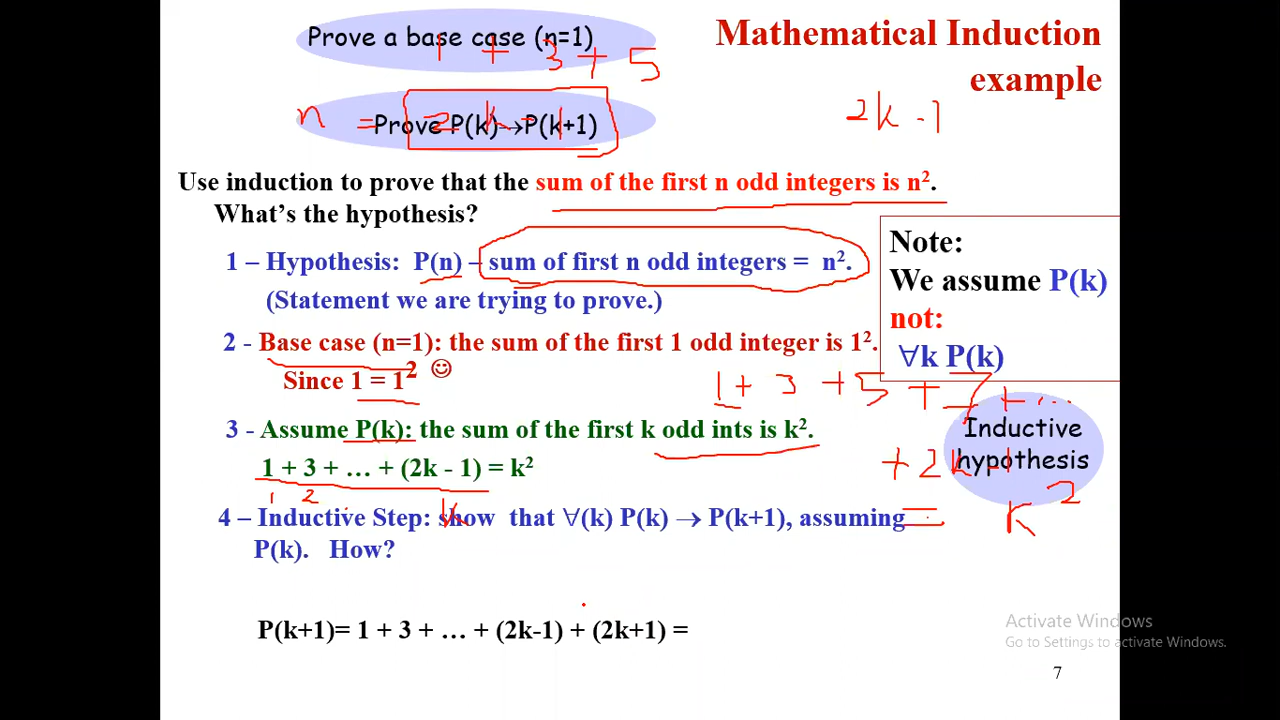 Prove a base case (n=1)
1 + 3 + 5
Mathematical Induction
example
n = 2k - 1
Prove P(k)→P(k+1)
2k - 1
Use induction to prove that the sum of the first n odd integers is n².
What's the hypothesis?
1 – Hypothesis: P(n) – sum of first n odd integers = n².
(Statement we are trying to prove.)
Note:
We assume P(k)
not:
∀k P(k)
2 - Base case (n=1): the sum of the first 1 odd integer is 1².
Since 1 = 1² ☺
1 + 3 + 5 + 7 + ...
+ 2k - 1
= k²
3 - Assume P(k): the sum of the first k odd ints is k².
1 + 3 + … + (2k - 1) = k²
1 2 k
Inductive
hypothesis
4 – Inductive Step: show that ∀(k) P(k) → P(k+1), assuming
P(k). How?
P(k+1)= 1 + 3 + … + (2k-1) + (2k+1) =
Activate Windows
Go to Settings to activate Windows.
7